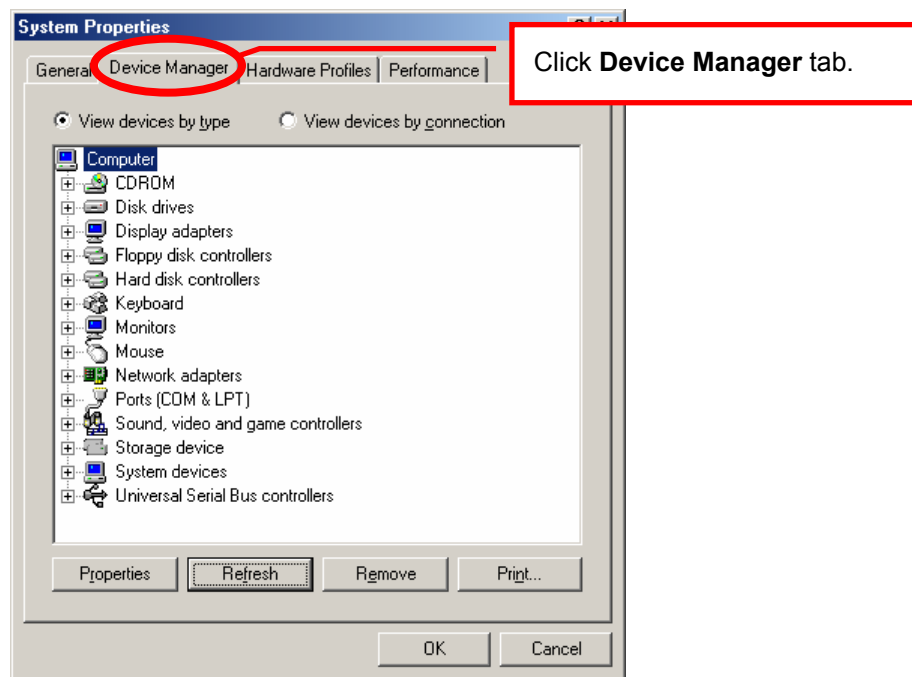 System Properties
Click Device Manager tab.
General Device Manager Hardware Profiles Performance
View devices by type View devices by connection
Computer
CDROM
Disk drives
Display adapters
Floppy disk controllers
Hard disk controllers
Keyboard
Monitors
Mouse
Network adapters
Ports (COM & LPT)
Sound, video and game controllers
Storage device
System devices
Universal Serial Bus controllers
Properties Refresh Remove Print...
OK Cancel